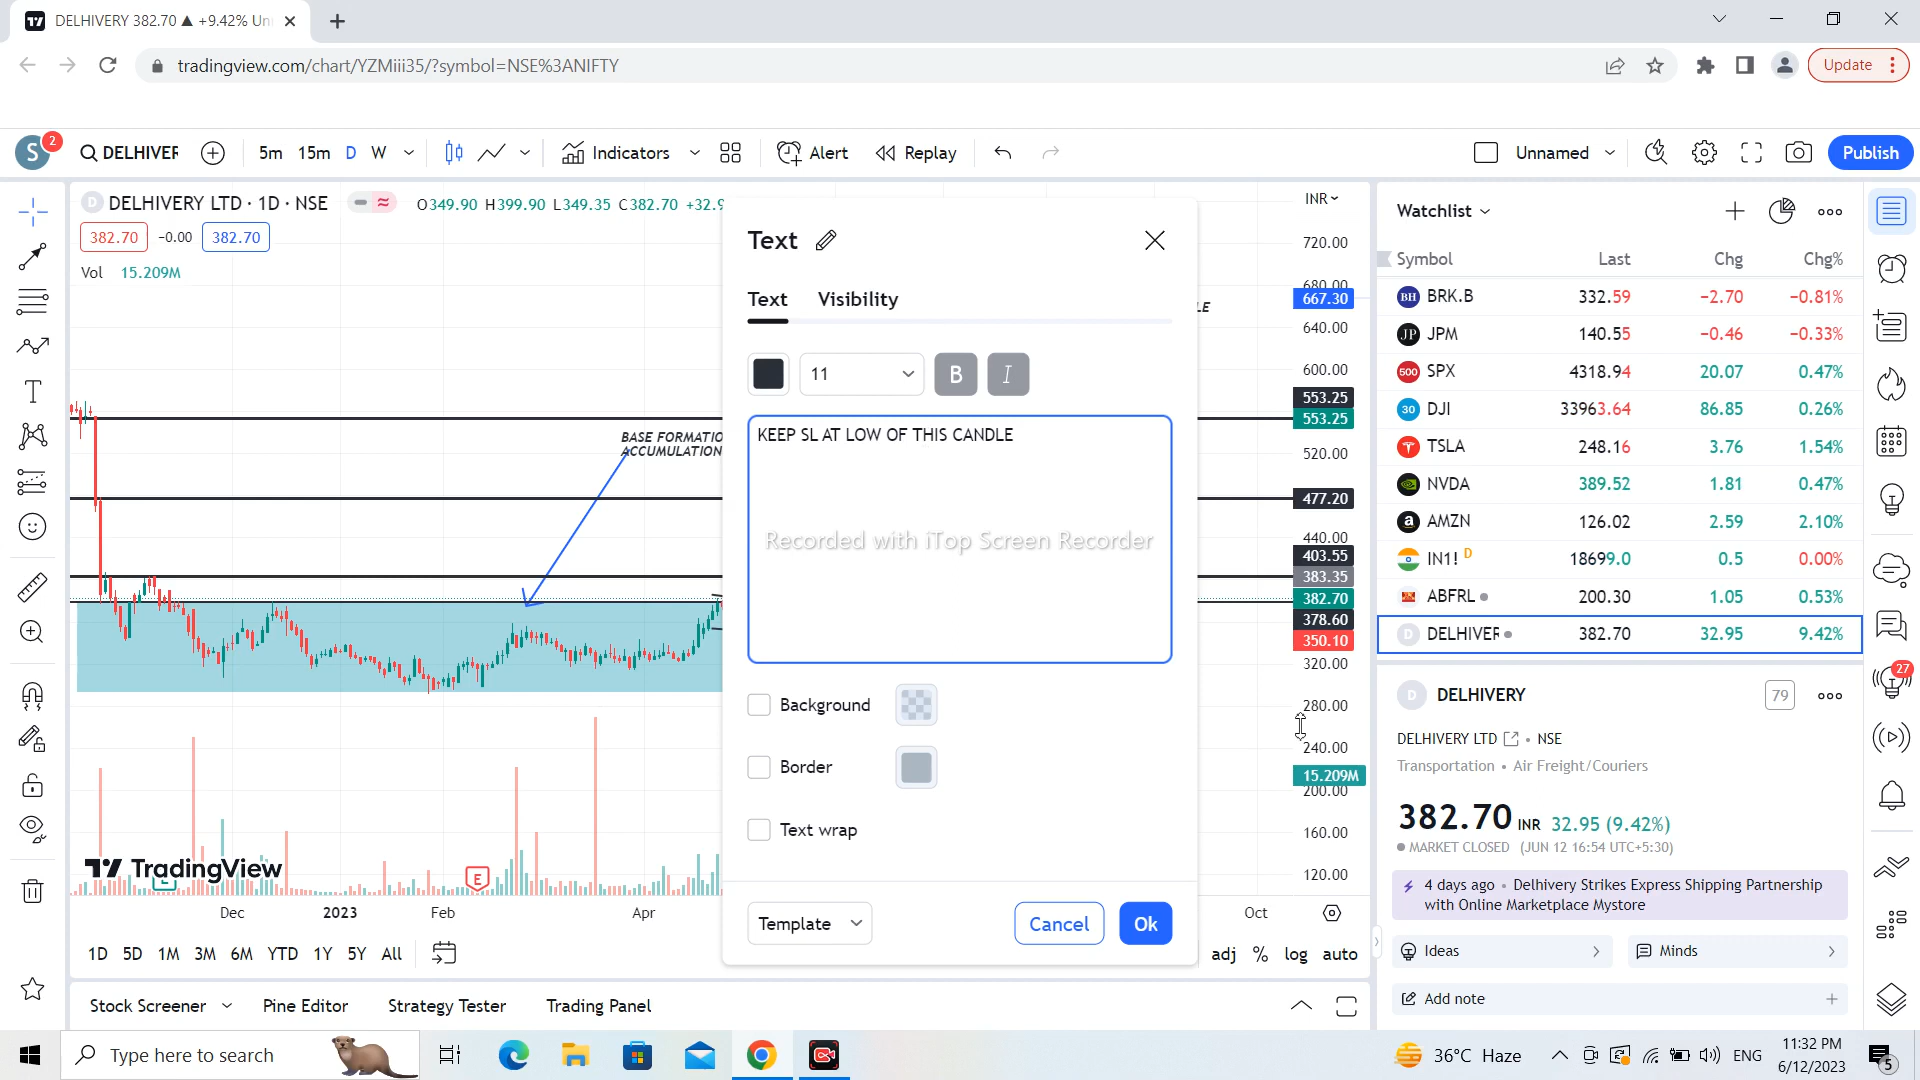 DELHIVERY 382.70 ▲ +9.42% Un
tradingview.com/chart/YZMiii35/?symbol=NSE%3ANIFTY
Update
S
2
DELHIVER
5m 15m D W
Indicators
Alert
Replay
Unnamed
Publish
D DELHIVERY LTD · 1D · NSE
O349.90 H399.90 L349.35 C382.70 +32.9
382.70 −0.00 382.70
Vol 15.209M
BASE FORMATIO
ACCUMULATION
LE
INR
720.00
680.00
667.30
640.00
600.00
553.25
553.25
520.00
477.20
440.00
403.55
383.35
382.70
378.60
350.10
320.00
280.00
240.00
15.209M
200.00
160.00
120.00
Text
Text Visibility
11 B I
KEEP SL AT LOW OF THIS CANDLE
Recorded with iTop Screen Recorder
Background
Border
Text wrap
Template
Cancel Ok
TradingView
E
E
Dec 2023 Feb Apr Oct
1D 5D 1M 3M 6M YTD 1Y 5Y All
adj % log auto
Stock Screener Pine Editor Strategy Tester Trading Panel
Watchlist
Symbol Last Chg Chg%
BH BRK.B 332.59 −2.70 −0.81%
JP JPM 140.55 −0.46 −0.33%
500 SPX 4318.94 20.07 0.47%
30 DJI 33963.64 86.85 0.26%
TSLA 248.16 3.76 1.54%
NVDA 389.52 1.81 0.47%
a AMZN 126.02 2.59 2.10%
IN1! D 18699.0 0.5 0.00%
ABFRL 200.30 1.05 0.53%
D DELHIVER 382.70 32.95 9.42%
D DELHIVERY 79
DELHIVERY LTD • NSE
Transportation • Air Freight/Couriers
382.70 INR 32.95 (9.42%)
MARKET CLOSED (JUN 12 16:54 UTC+5:30)
4 days ago • Delhivery Strikes Express Shipping Partnership
with Online Marketplace Mystore
Ideas
Minds
Add note
27
Type here to search
36°C Haze
ENG
11:32 PM
6/12/2023
5